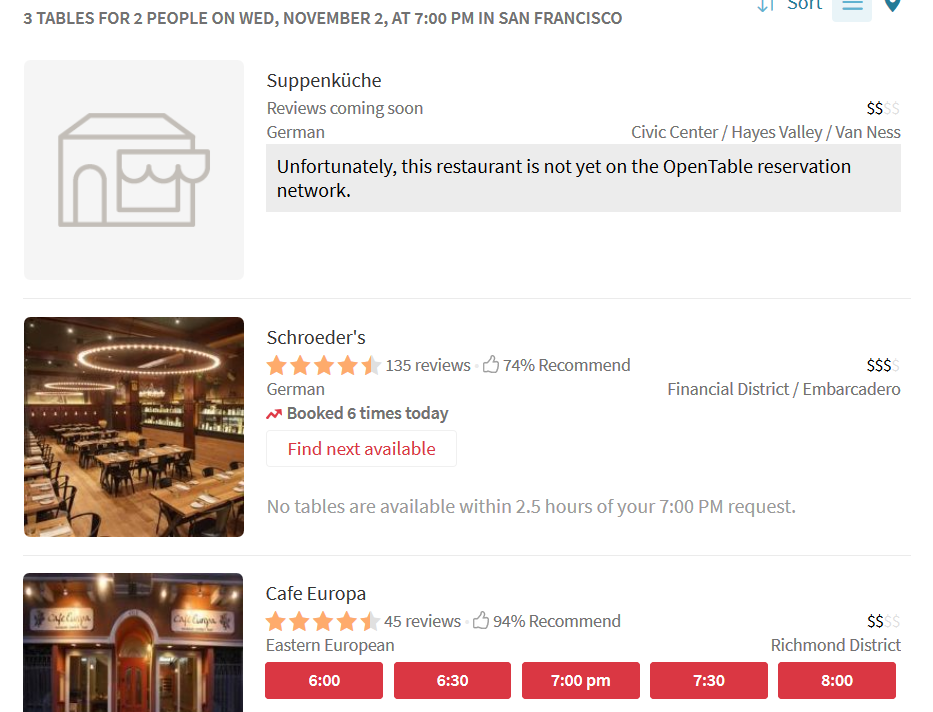 3 TABLES FOR 2 PEOPLE ON WED, NOVEMBER 2, AT 7:00 PM IN SAN FRANCISCO
Sort
Suppenküche
Reviews coming soon
$$$$
German
Civic Center / Hayes Valley / Van Ness
Unfortunately, this restaurant is not yet on the OpenTable reservation
network.
Schroeder's
135 reviews · 74% Recommend
$$$$
German
Financial District / Embarcadero
Booked 6 times today
Find next available
No tables are available within 2.5 hours of your 7:00 PM request.
Cafe Europa
Cafe Europa
Cafe Europa
45 reviews · 94% Recommend
$$$$
Eastern European
Richmond District
6:00
6:30
7:00 pm
7:30
8:00